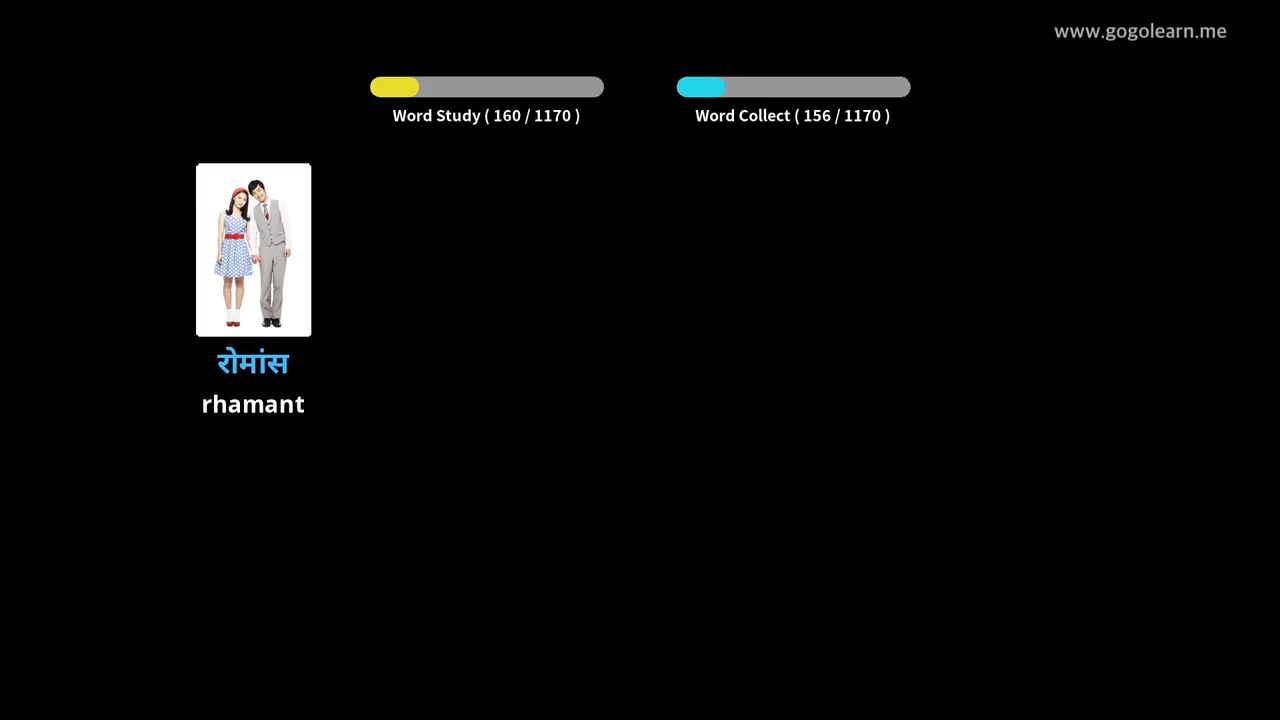 www.gogolearn.me
Word Study ( 160 / 1170 )
Word Collect ( 156 / 1170 )
रोमांस
rhamant